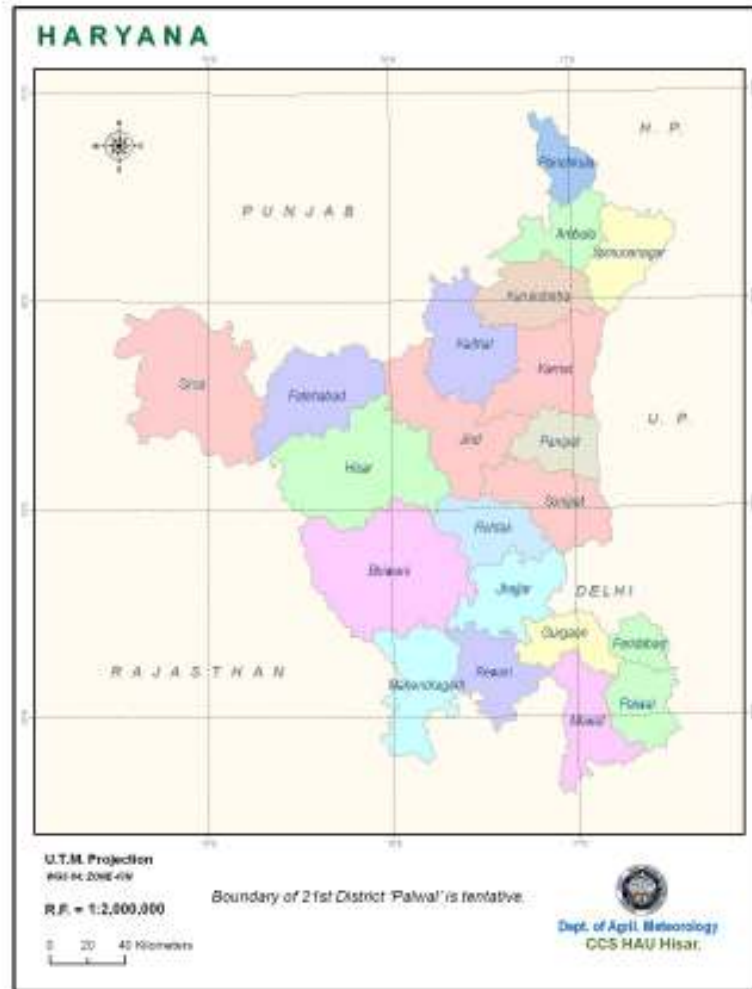 HARYANA
H. P.
PUNJAB
Panchkula
Ambala
Yamunanagar
Kurukshetra
Kaithal
Karnal
Sirsa
Fatehabad
U. P.
Jind
Panipat
Hisar
Sonipat
Rohtak
Bhiwani
Jhajjar
DELHI
Gurgaon
Faridabad
RAJASTHAN
Mahendragarh
Rewari
Palwal
Mewat
U.T.M. Projection
R.F. = 1:2,000,000
0 20 40 Kilometers
Boundary of 21st District 'Palwal' is tentative.
Dept. of Agril. Meteorology
CCS HAU Hisar.